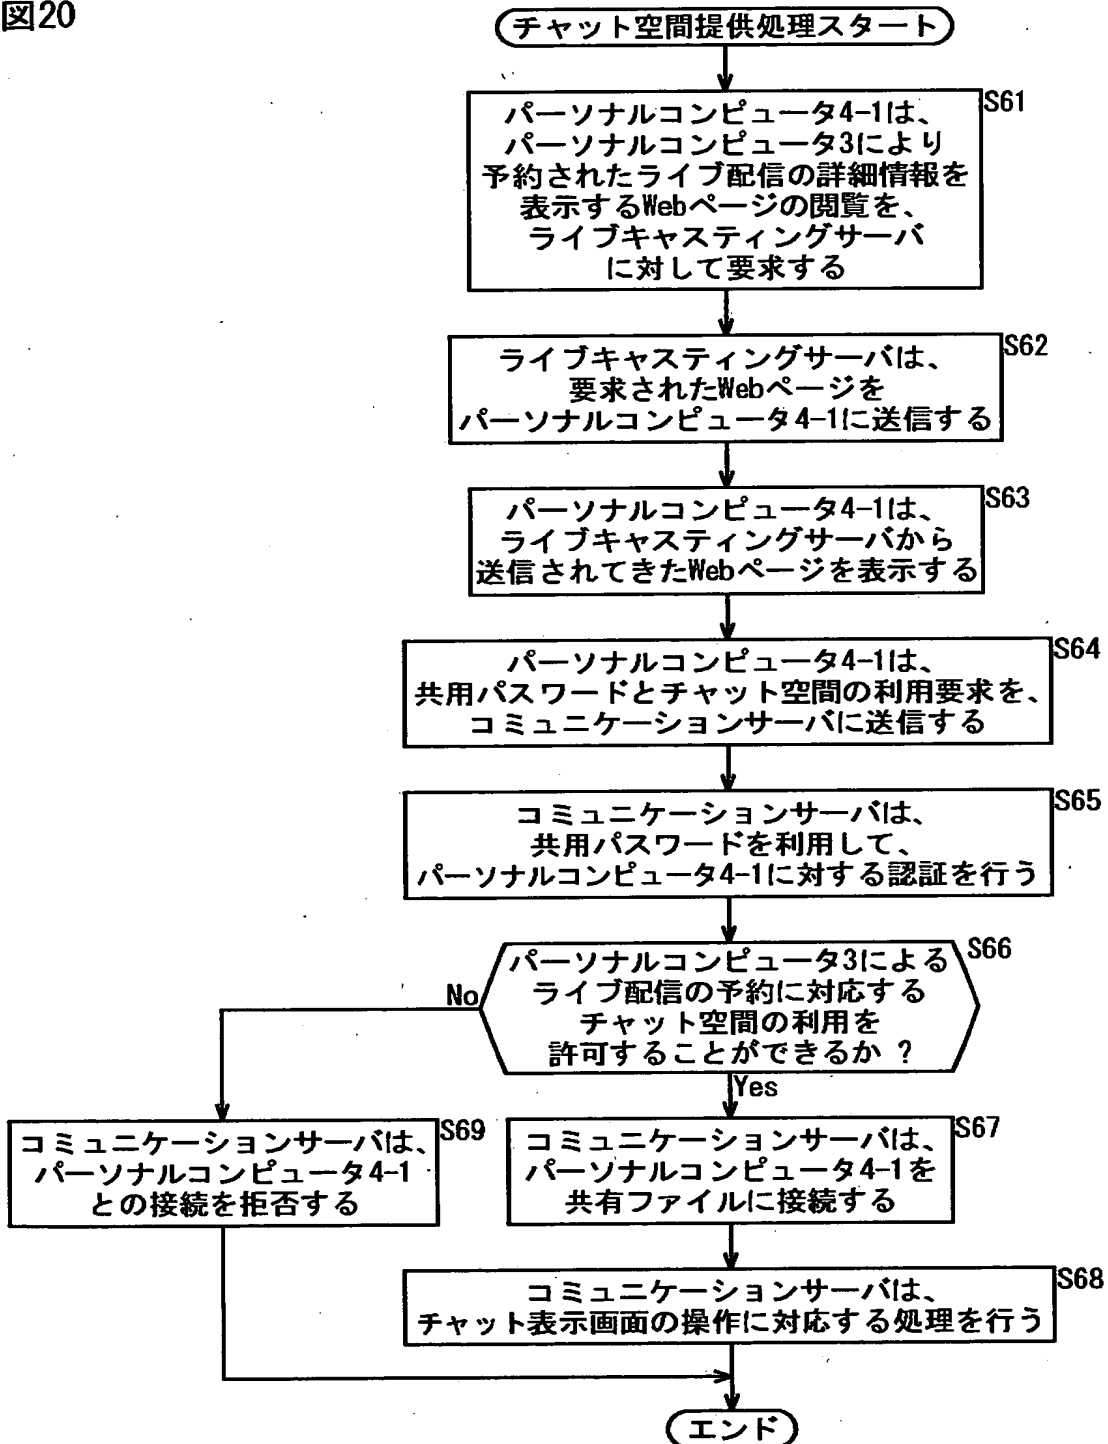 図20
チャット空間提供処理スタート
S61
パーソナルコンピュータ4-1は、
パーソナルコンピュータ3により
予約されたライブ配信の詳細情報を
表示するWebページの閲覧を、
ライブキャスティングサーバ
に対して要求する
S62
ライブキャスティングサーバは、
要求されたWebページを
パーソナルコンピュータ4-1に送信する
S63
パーソナルコンピュータ4-1は、
ライブキャスティングサーバから
送信されてきたWebページを表示する
S64
パーソナルコンピュータ4-1は、
共用パスワードとチャット空間の利用要求を、
コミュニケーションサーバに送信する
S65
コミュニケーションサーバは、
共用パスワードを利用して、
パーソナルコンピュータ4-1に対する認証を行う
S66
パーソナルコンピュータ3による
ライブ配信の予約に対応する
チャット空間の利用を
許可することができるか ?
No
Yes
S69
コミュニケーションサーバは、
パーソナルコンピュータ4-1
との接続を拒否する
S67
コミュニケーションサーバは、
パーソナルコンピュータ4-1を
共有ファイルに接続する
S68
コミュニケーションサーバは、
チャット表示画面の操作に対応する処理を行う
エンド